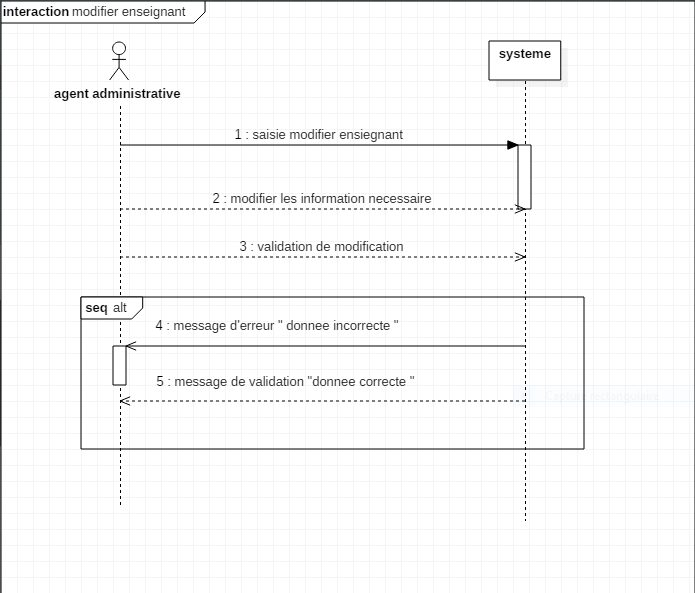 interaction modifier enseignant
systeme
agent administrative
1 : saisie modifier ensiegnant
2 : modifier les information necessaire
3 : validation de modification
seq alt
4 : message d'erreur " donnee incorrecte "
5 : message de validation "donnee correcte "